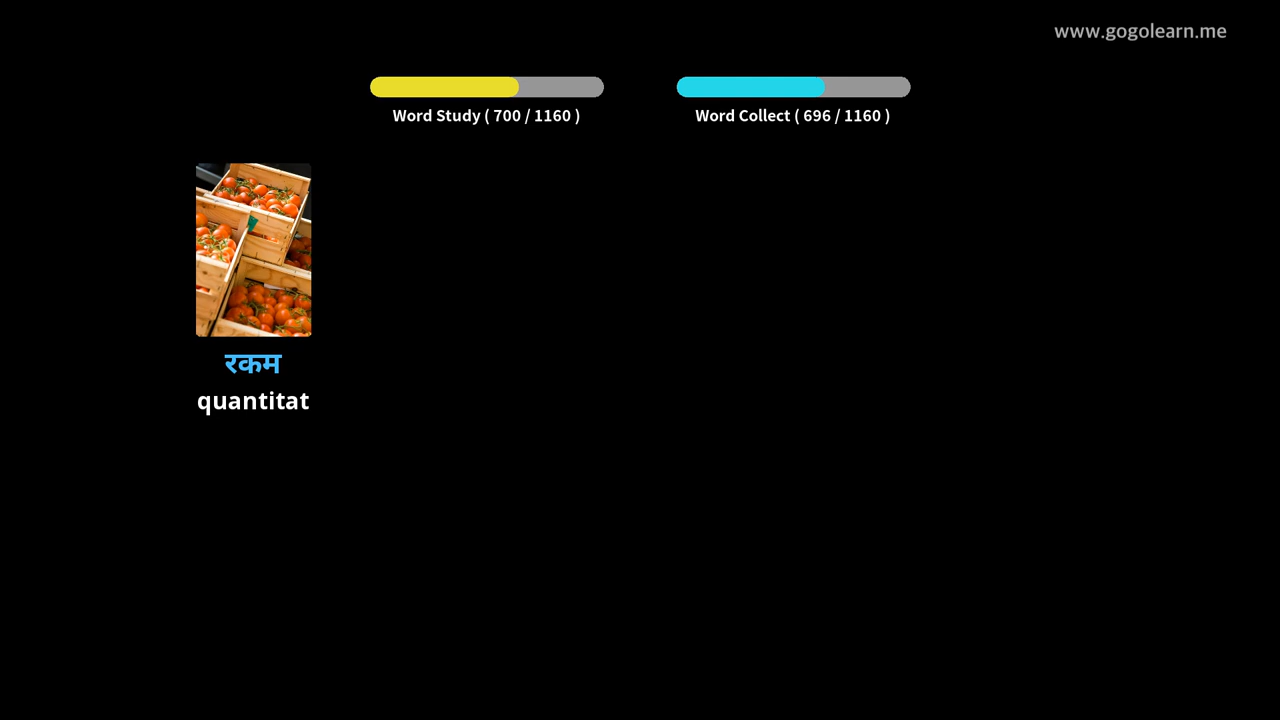 www.gogolearn.me
Word Study ( 700 / 1160 )
Word Collect ( 696 / 1160 )
रकम
quantitat